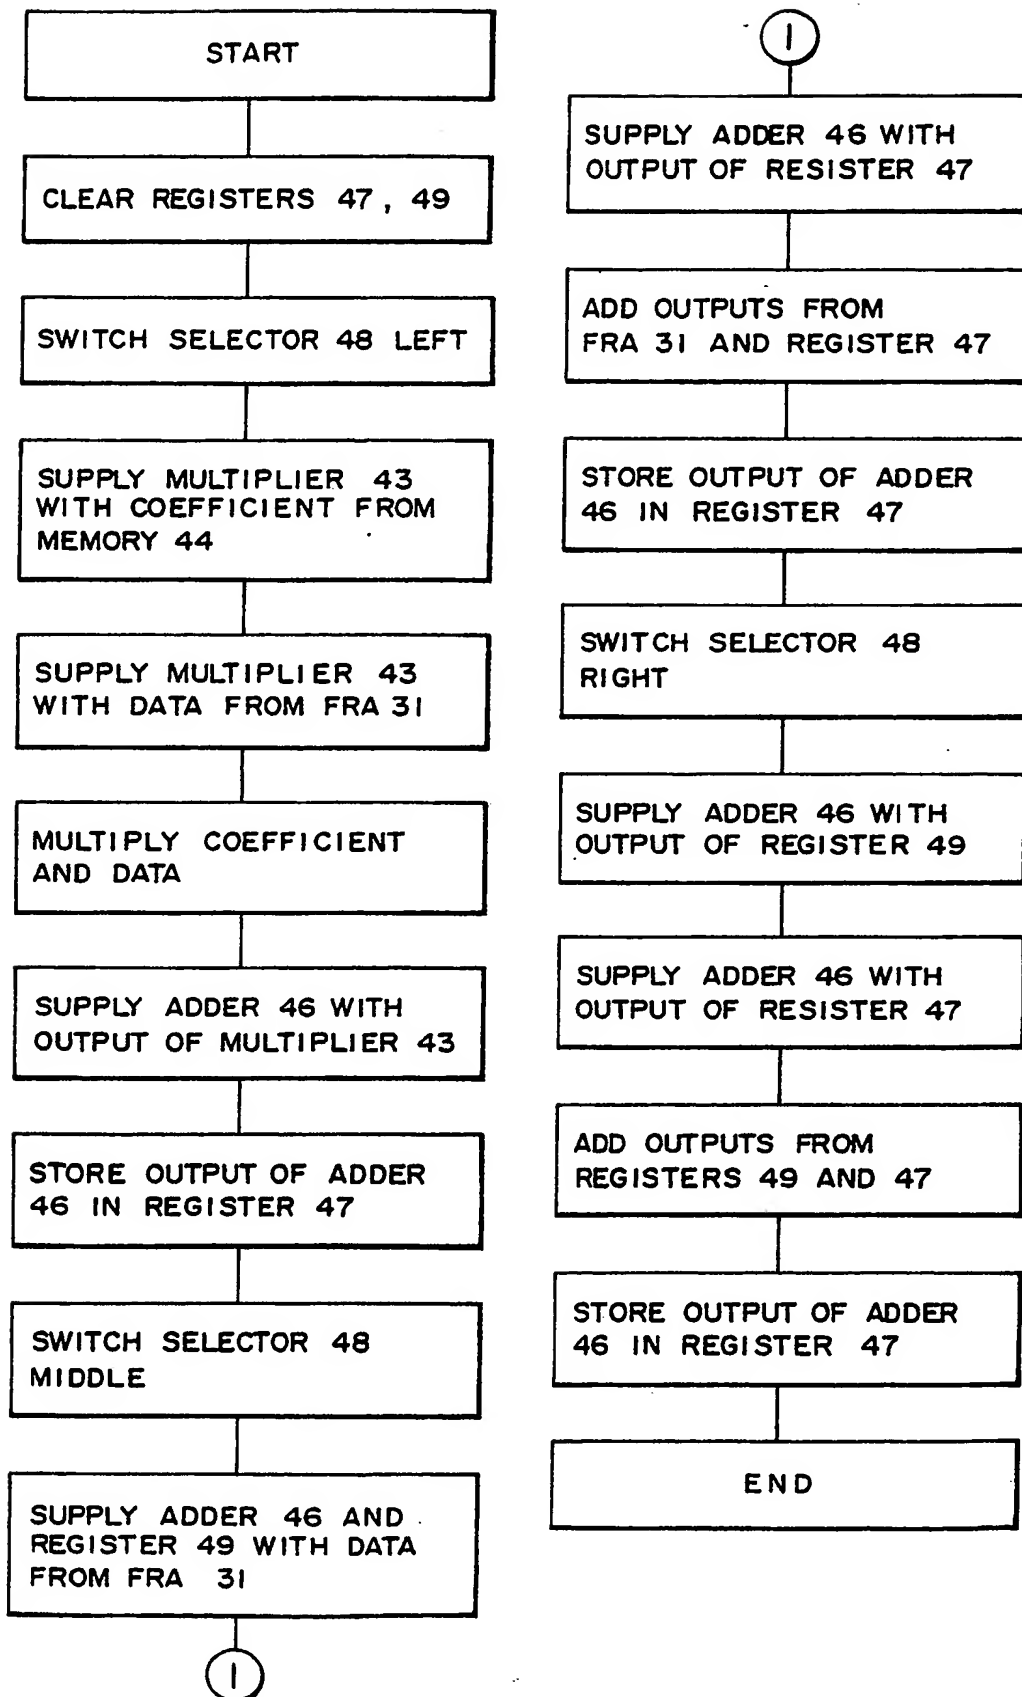 START
CLEAR REGISTERS 47, 49
SWITCH SELECTOR 48 LEFT
SUPPLY MULTIPLIER 43
WITH COEFFICIENT FROM
MEMORY 44
SUPPLY MULTIPLIER 43
WITH DATA FROM FRA 31
MULTIPLY COEFFICIENT
AND DATA
SUPPLY ADDER 46 WITH
OUTPUT OF MULTIPLIER 43
STORE OUTPUT OF ADDER
46 IN REGISTER 47
SWITCH SELECTOR 48
MIDDLE
SUPPLY ADDER 46 AND
REGISTER 49 WITH DATA
FROM FRA 31
1
1
SUPPLY ADDER 46 WITH
OUTPUT OF RESISTER 47
ADD OUTPUTS FROM
FRA 31 AND REGISTER 47
STORE OUTPUT OF ADDER
46 IN REGISTER 47
SWITCH SELECTOR 48
RIGHT
SUPPLY ADDER 46 WITH
OUTPUT OF REGISTER 49
SUPPLY ADDER 46 WITH
OUTPUT OF RESISTER 47
ADD OUTPUTS FROM
REGISTERS 49 AND 47
STORE OUTPUT OF ADDER
46 IN REGISTER 47
END